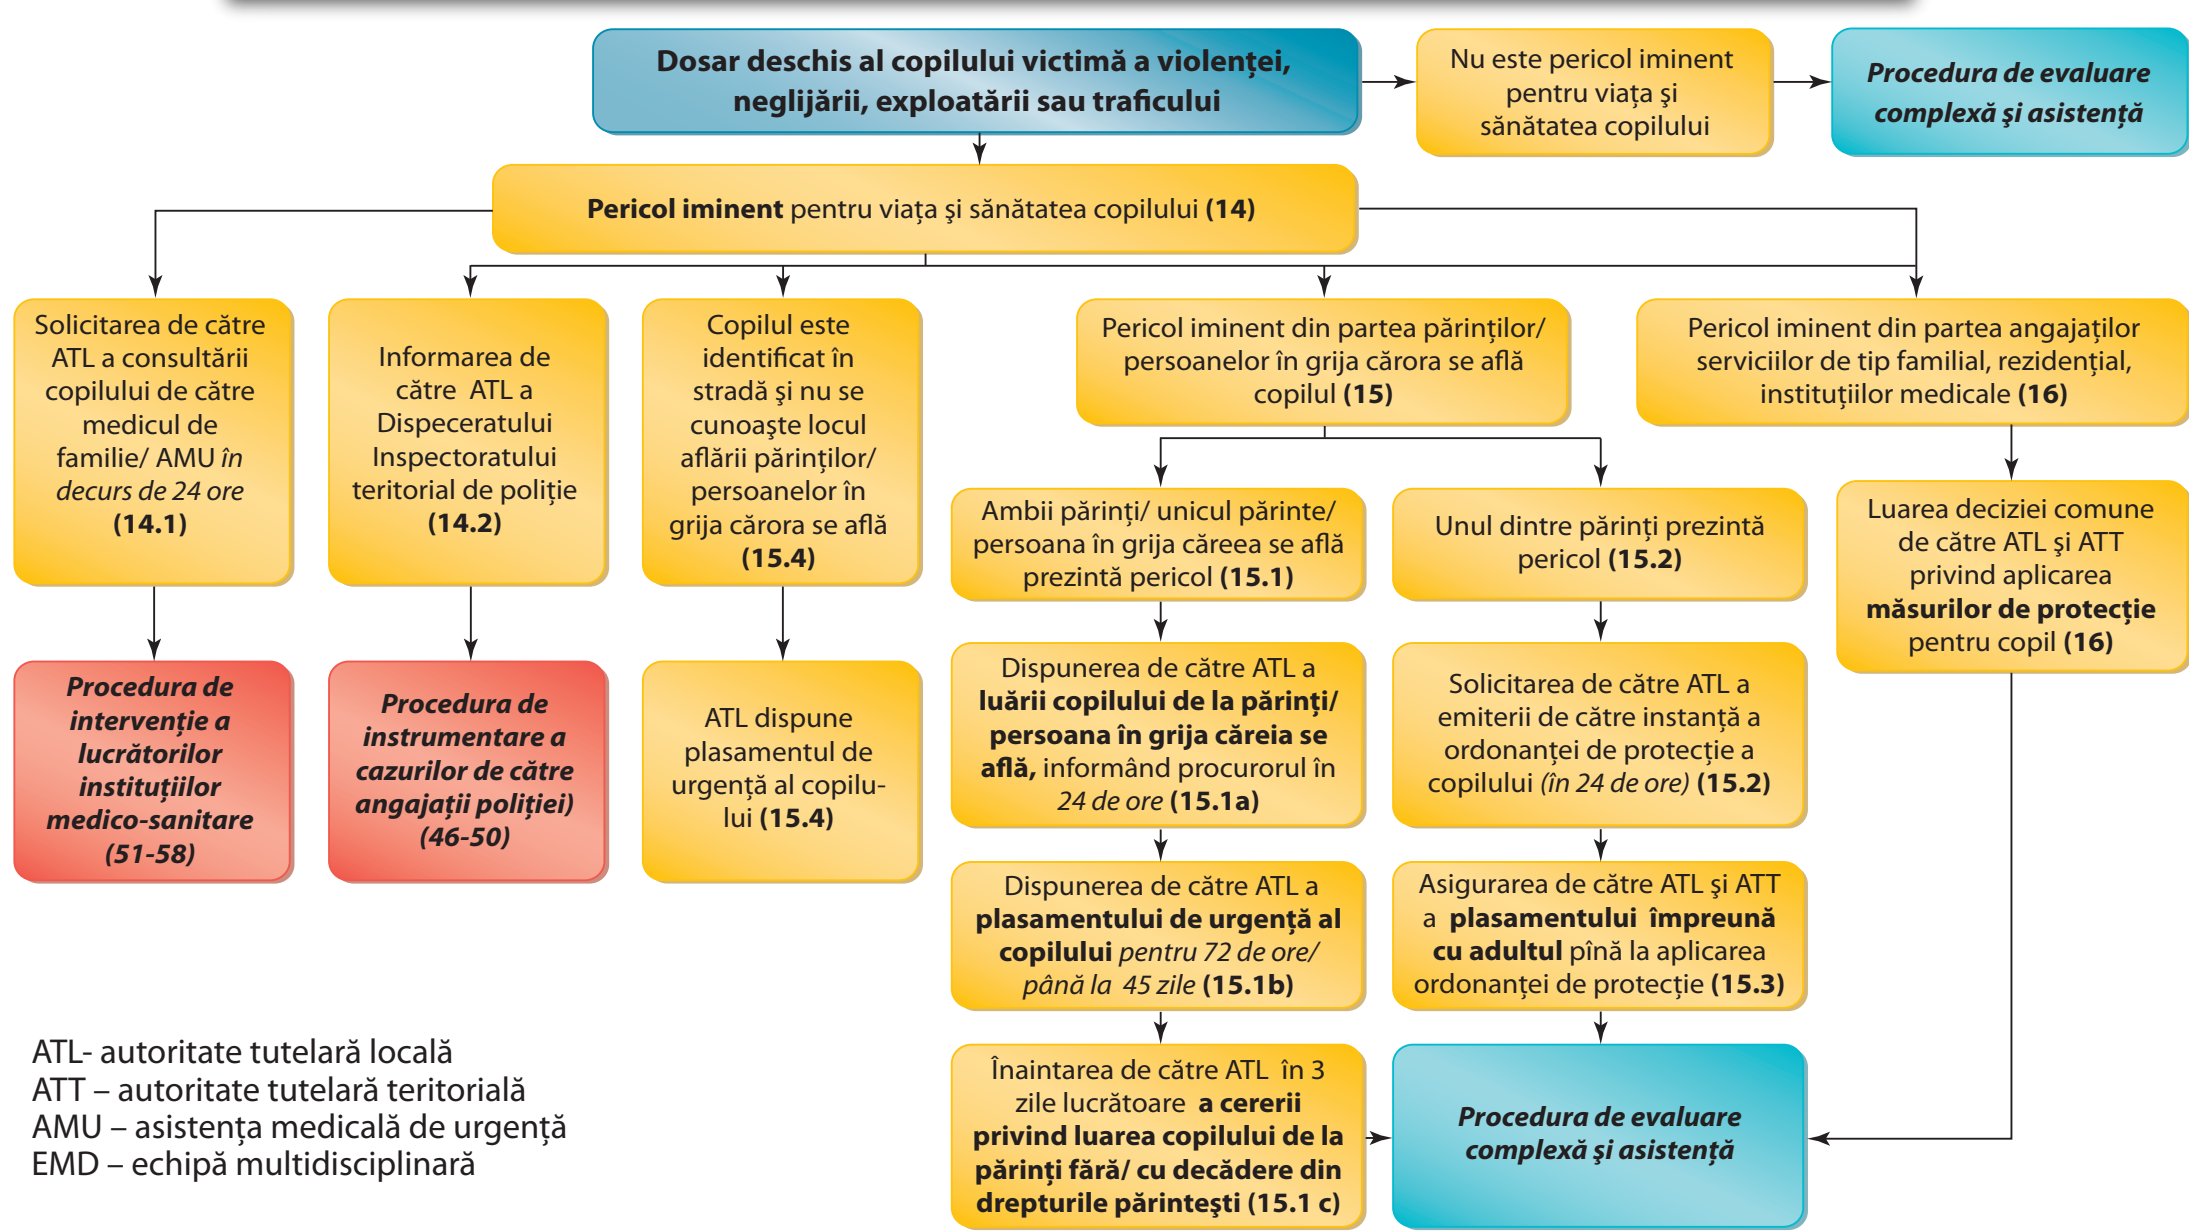 Dosar deschis al copilului victimă a violenţei,
neglijării, exploatării sau traficului
Nu este pericol iminent
pentru viaţa şi
sănătatea copilului
Procedura de evaluare
complexă şi asistenţă
Pericol iminent pentru viaţa şi sănătatea copilului (14)
Solicitarea de către
ATL a consultării
copilului de către
medicul de
familie/ AMU în
decurs de 24 ore
(14.1)
Informarea de
către ATL a
Dispeceratului
Inspectoratului
teritorial de poliţie
(14.2)
Copilul este
identificat în
stradă şi nu se
cunoaşte locul
aflării părinţilor/
persoanelor în
grija cărora se află
(15.4)
Pericol iminent din partea părinţilor/
persoanelor în grija cărora se află
copilul (15)
Pericol iminent din partea angajaţilor
serviciilor de tip familial, rezidenţial,
instituţiilor medicale (16)
Ambii părinţi/ unicul părinte/
persoana în grija căreea se află
prezintă pericol (15.1)
Unul dintre părinţi prezintă
pericol (15.2)
Luarea deciziei comune
de către ATL şi ATT
privind aplicarea
măsurilor de protecţie
pentru copil (16)
Procedura de
intervenţie a
lucrătorilor
instituţiilor
medico-sanitare
(51-58)
Procedura de
instrumentare a
cazurilor de către
angajaţii poliţiei)
(46-50)
ATL dispune
plasamentul de
urgenţă al copilu-
lui (15.4)
Dispunerea de către ATL a
luării copilului de la părinţi/
persoana în grija căreia se
află, informând procurorul în
24 de ore (15.1a)
Solicitarea de către ATL a
emiterii de către instanţă a
ordonanţei de protecţie a
copilului (în 24 de ore) (15.2)
Dispunerea de către ATL a
plasamentului de urgenţă al
copilului pentru 72 de ore/
până la 45 zile (15.1b)
Asigurarea de către ATL şi ATT
a plasamentului împreună
cu adultul pînă la aplicarea
ordonanţei de protecţie (15.3)
Înaintarea de către ATL în 3
zile lucrătoare a cererii
privind luarea copilului de la
părinţi fără/ cu decădere din
drepturile părinteşti (15.1 c)
Procedura de evaluare
complexă şi asistenţă
ATL- autoritate tutelară locală
ATT – autoritate tutelară teritorială
AMU – asistenţa medicală de urgenţă
EMD – echipă multidisciplinară